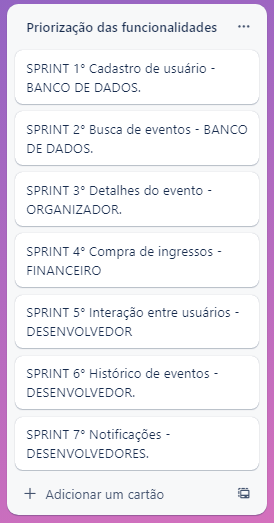 Priorização das funcionalidades
SPRINT 1° Cadastro de usuário -
BANCO DE DADOS.
SPRINT 2° Busca de eventos - BANCO
DE DADOS.
SPRINT 3° Detalhes do evento -
ORGANIZADOR.
SPRINT 4° Compra de ingressos -
FINANCEIRO
SPRINT 5° Interação entre usuários -
DESENVOLVEDOR
SPRINT 6° Histórico de eventos -
DESENVOLVEDOR.
SPRINT 7° Notificações -
DESENVOLVEDORES.
Adicionar um cartão